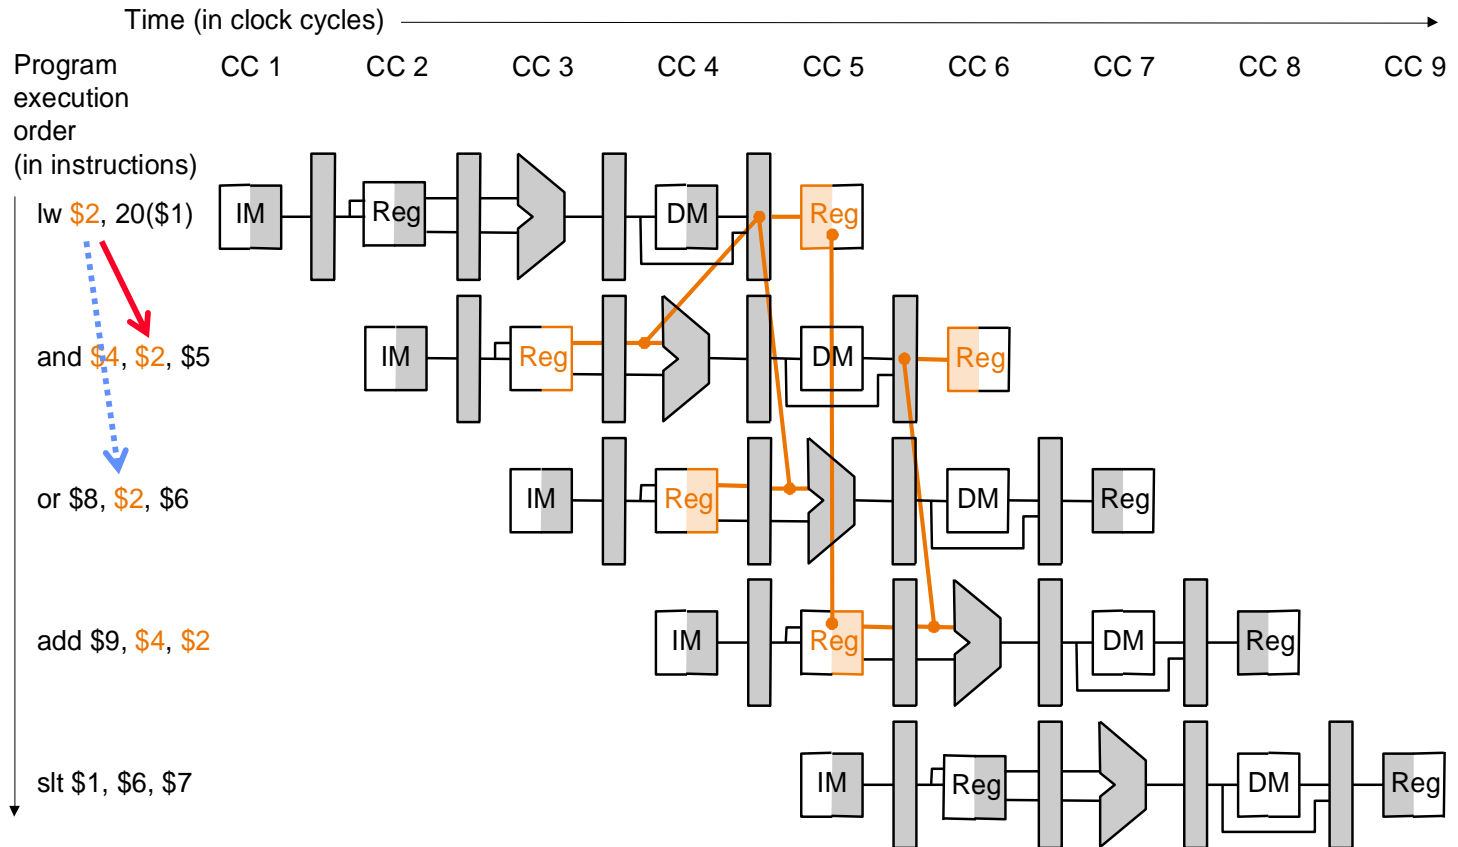 Time (in clock cycles)
Program
execution
order
(in instructions)
CC 1 CC 2 CC 3 CC 4 CC 5 CC 6 CC 7 CC 8 CC 9
lw $2, 20($1) IM Reg DM Reg
and $4, $2, $5 IM Reg DM Reg
or $8, $2, $6 IM Reg DM Reg
add $9, $4, $2 IM Reg DM Reg
slt $1, $6, $7 IM Reg DM Reg